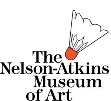 The
Nelson-Atkins
Museum
of Art